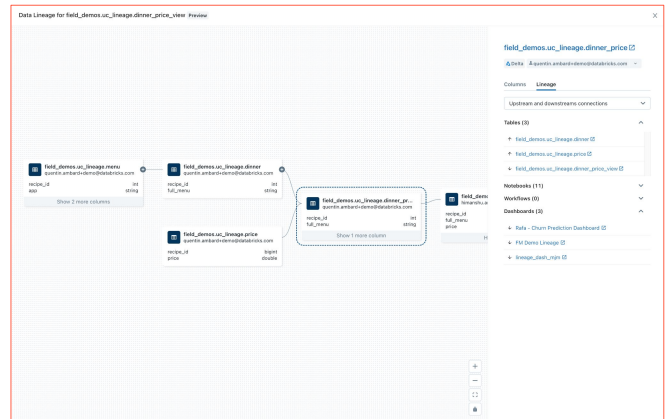 Data Lineage for field_demos.uc_lineage.dinner_price_view Preview
field_demos.uc_lineage.menu
quentin.ambard+demo@databricks.com
recipe_id int
app string
Show 2 more columns
field_demos.uc_lineage.dinner
quentin.ambard+demo@databricks.com
recipe_id int
full_menu string
field_demos.uc_lineage.price
quentin.ambard+demo@databricks.com
recipe_id bigint
price double
field_demos.uc_lineage.dinner_pr...
quentin.ambard+demo@databricks.com
recipe_id int
full_menu string
Show 1 more column
field_demo
himanshu.a
recipe_id
full_menu
price
field_demos.uc_lineage.dinner_price
Delta quentin.ambard+demo@databricks.com
Columns Lineage
Upstream and downstreams connections
Tables (3)
field_demos.uc_lineage.dinner
field_demos.uc_lineage.price
field_demos.uc_lineage.dinner_price_view
Notebooks (11)
Workflows (0)
Dashboards (3)
Rafa - Churn Prediction Dashboard
FM Demo Lineage
lineage_dash_mjm